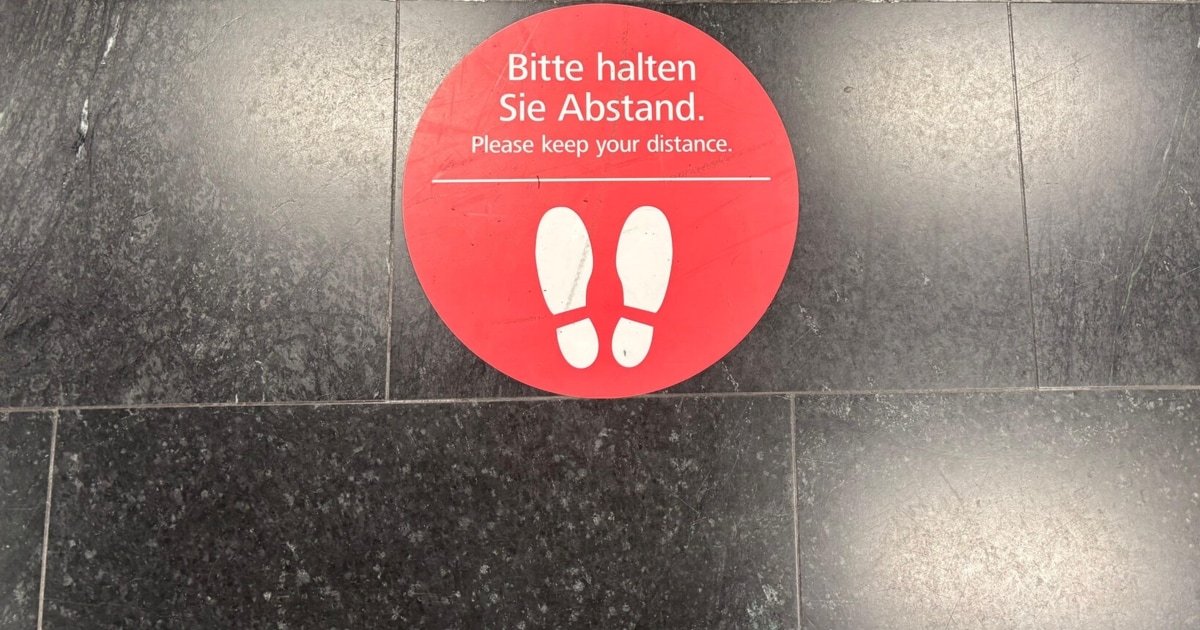 Bitte halten
Sie Abstand.
Please keep your distance.